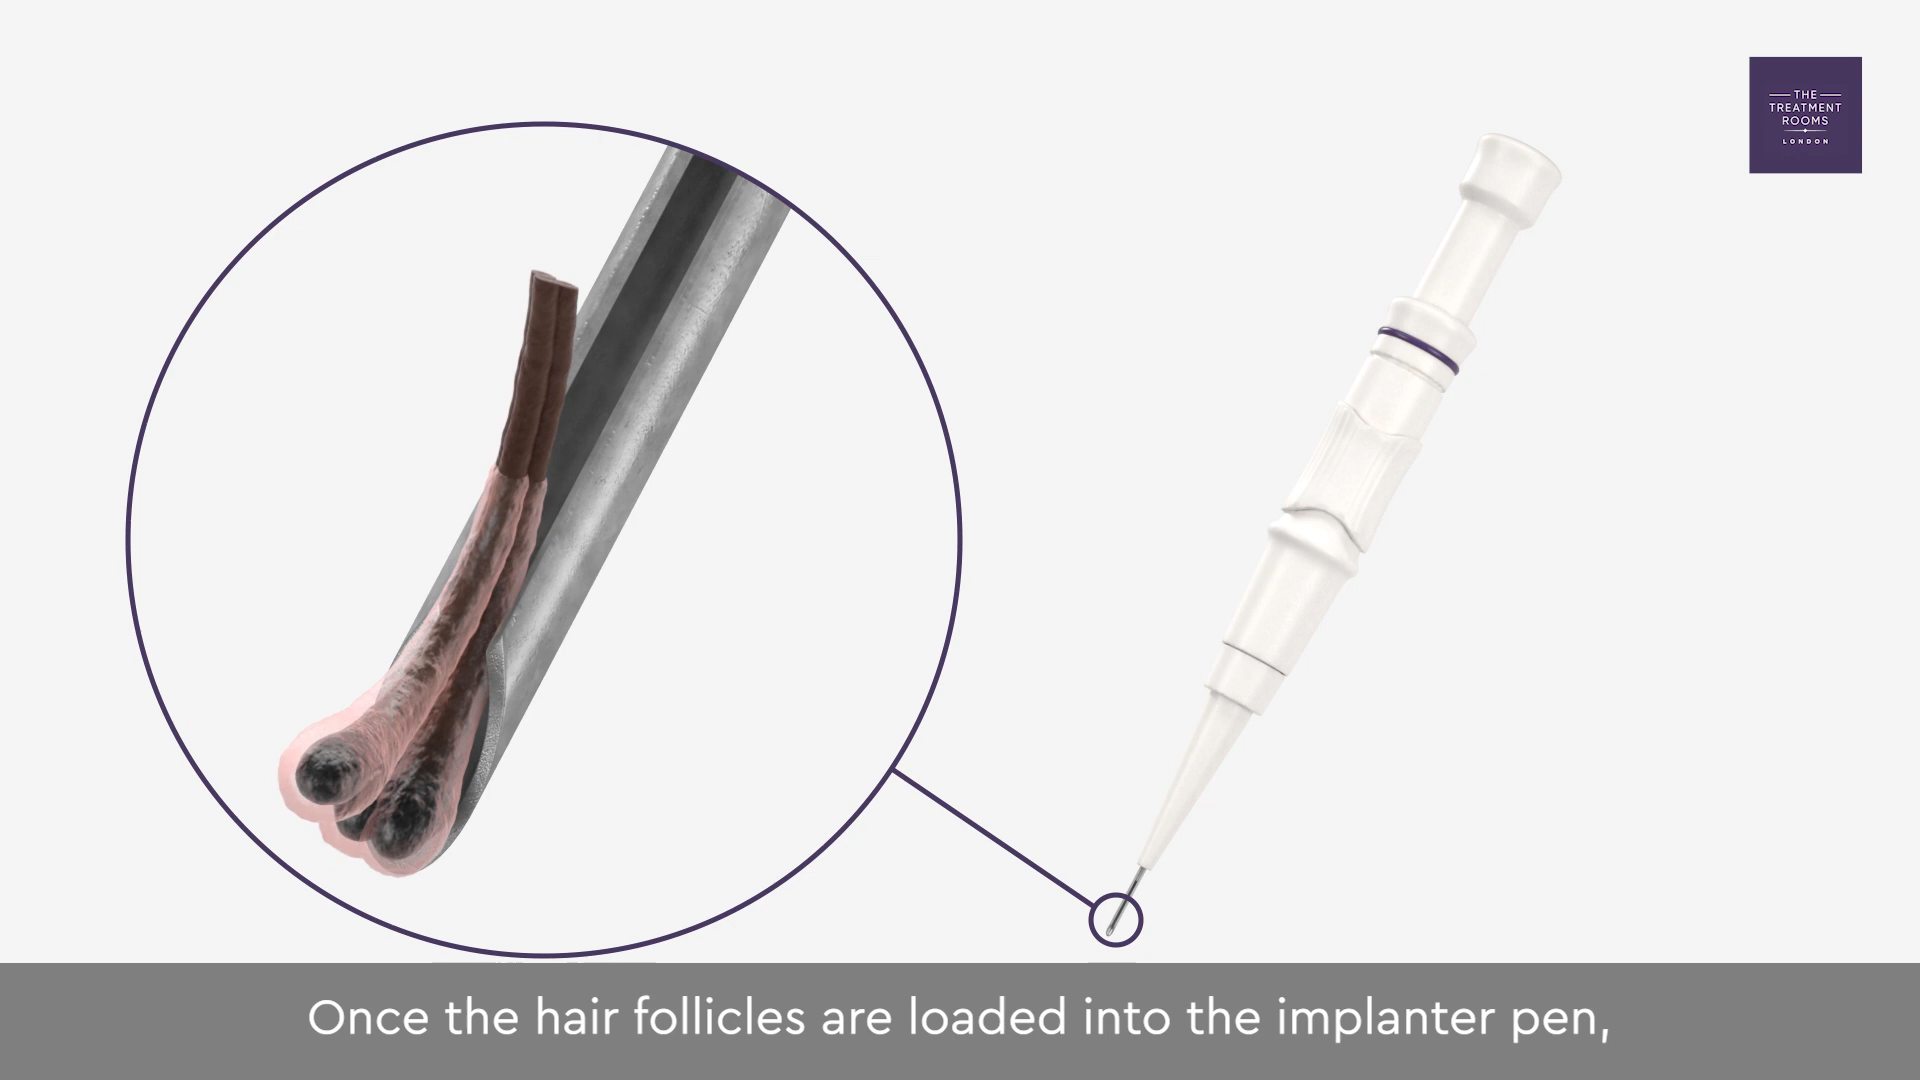 THE
TREATMENT
ROOMS
LONDON
Once the hair follicles are loaded into the implanter pen,